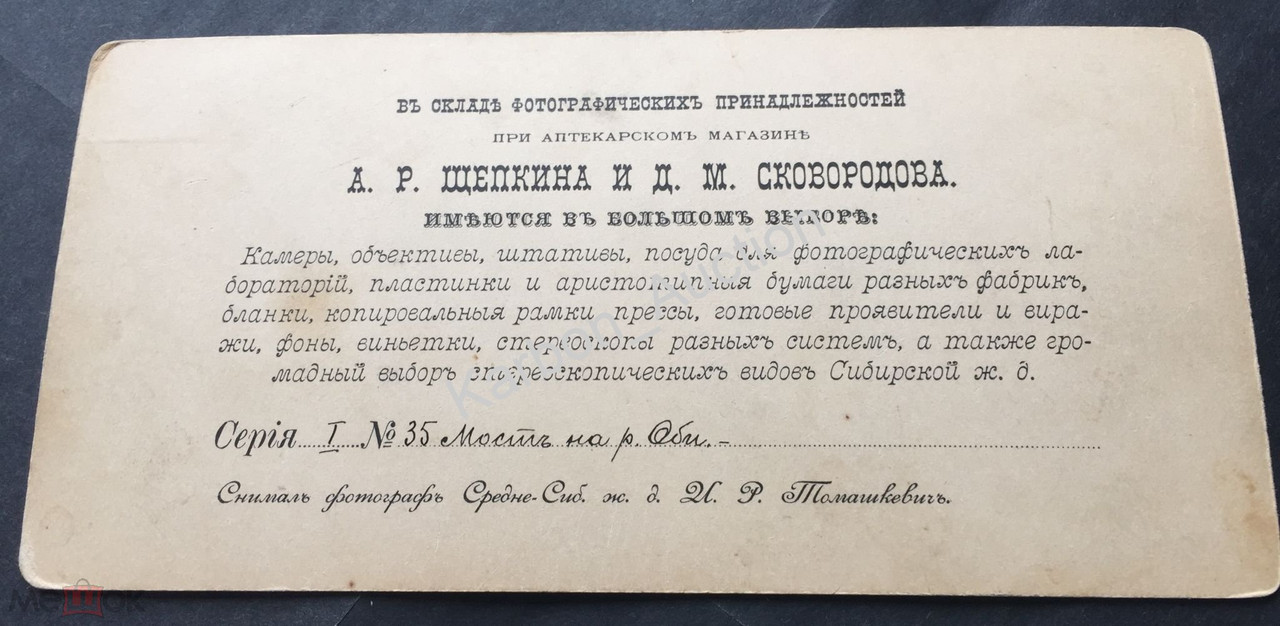 ВЪ СКЛАДѢ ФОТОГРАФИЧЕСКИХЪ ПРИНАДЛЕЖНОСТЕЙ
ПРИ АПТЕКАРСКОМЪ МАГАЗИНѢ
А. Р. ЩЕПКИНА И Д. М. СКОВОРОДОВА.
ИМѢЮТСЯ ВЪ БОЛЬШОМЪ ВЫБОРѢ:
Камеры, объективы, штативы, посуда для фотографическихъ ла-
бораторій, пластинки и аристотипныя бумаги разныхъ фабрикъ,
бланки, копировальныя рамки прессы, готовые проявители и вира-
жи, фоны, виньетки, стереоскопы разныхъ системъ, а также гро-
мадный выборъ стереоскопическихъ видовъ Сибирской ж. д.
Серія I № 35 Мостъ на р. Оби. –
Снималъ фотографъ Средне-Сиб. ж. д. И. Р. Томашкевичъ.
Karbon_Auction
мешок